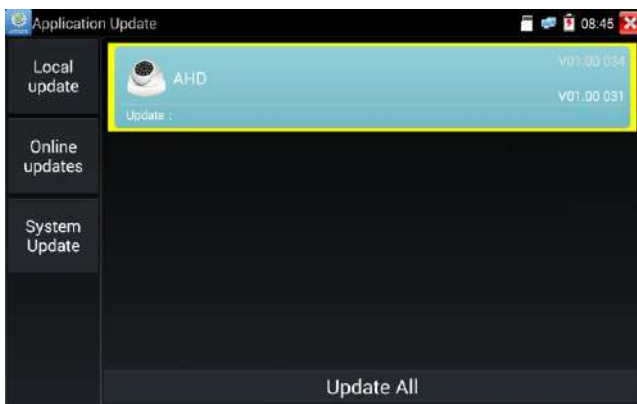 Application Update
08:45
Local
update
AHD
V01.00 034
V01.00 031
Update :
Online
updates
System
Update
Update All